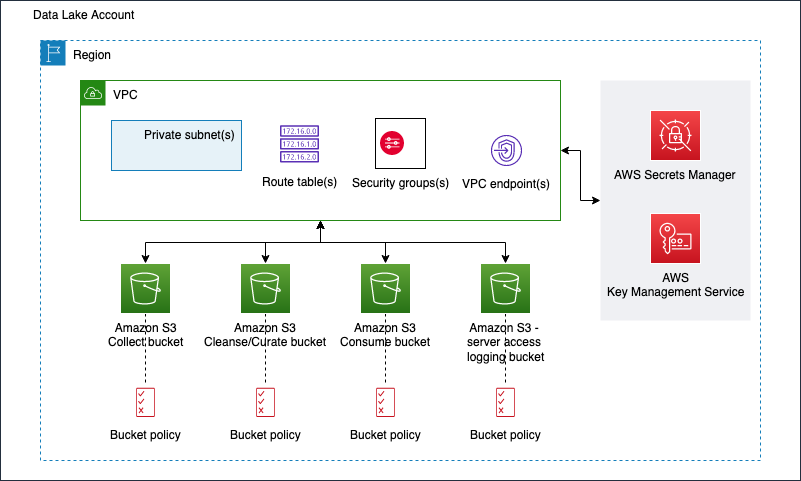 Data Lake Account
Region
VPC
Private subnet(s)
172.16.0.0
172.16.1.0
172.16.2.0
Route table(s)
Security groups(s)
VPC endpoint(s)
AWS Secrets Manager
AWS
Key Management Service
Amazon S3
Collect bucket
Amazon S3
Cleanse/Curate bucket
Amazon S3
Consume bucket
Amazon S3 -
server access
logging bucket
Bucket policy
Bucket policy
Bucket policy
Bucket policy